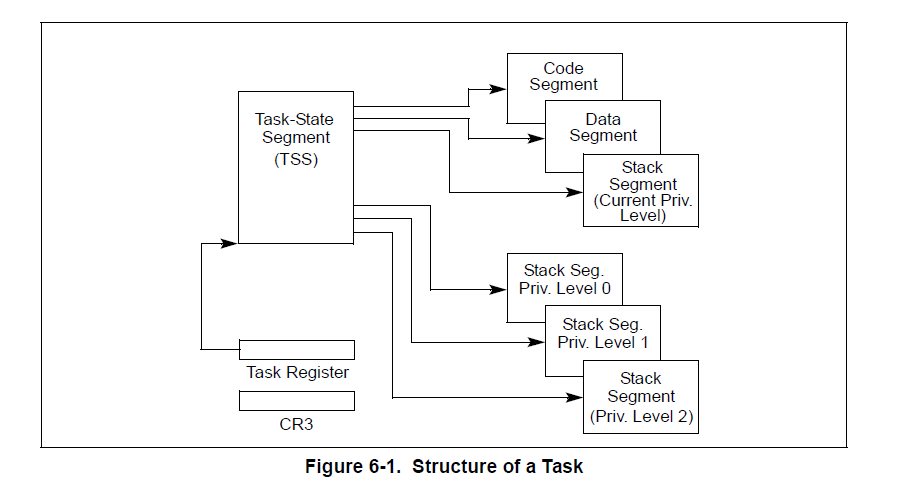 Code
Segment
Task-State
Segment
(TSS)
Data
Segment
Stack
Segment
(Current Priv.
Level)
Stack Seg.
Priv. Level 0
Stack Seg.
Priv. Level 1
Stack
Segment
(Priv. Level 2)
Task Register
CR3
Figure 6-1. Structure of a Task